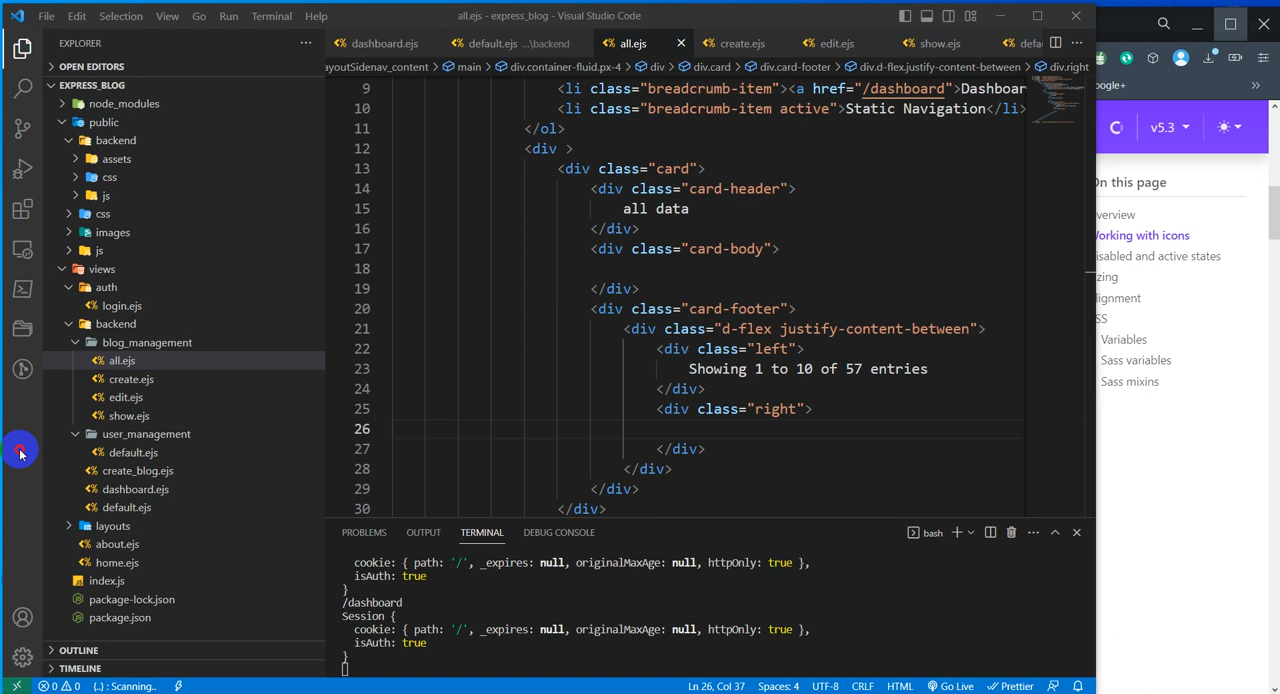 File Edit Selection View Go Run Terminal Help
all.ejs - express_blog - Visual Studio Code
EXPLORER
OPEN EDITORS
EXPRESS_BLOG
node_modules
public
backend
assets
css
js
css
images
js
views
auth
login.ejs
backend
blog_management
all.ejs
create.ejs
edit.ejs
show.ejs
user_management
default.ejs
create_blog.ejs
dashboard.ejs
default.ejs
layouts
about.ejs
home.ejs
index.js
package-lock.json
package.json
OUTLINE
TIMELINE
dashboard.ejs default.ejs ...\backend all.ejs create.ejs edit.ejs show.ejs defau
ayoutSidenav_content > main > div.container-fluid.px-4 > div > div.card > div.card-footer > div.d-flex.justify-content-between > div.right
9 <li class="breadcrumb-item"><a href="/dashboard">Dashboar
10 <li class="breadcrumb-item active">Static Navigation</li>
11 </ol>
12 <div >
13 <div class="card">
14 <div class="card-header">
15 all data
16 </div>
17 <div class="card-body">
18
19 </div>
20 <div class="card-footer">
21 <div class="d-flex justify-content-between">
22 <div class="left">
23 Showing 1 to 10 of 57 entries
24 </div>
25 <div class="right">
26
27 </div>
28 </div>
29 </div>
30 </div>
PROBLEMS OUTPUT TERMINAL DEBUG CONSOLE
bash
cookie: { path: '/', _expires: null, originalMaxAge: null, httpOnly: true },
isAuth: true
}
/dashboard
Session {
cookie: { path: '/', _expires: null, originalMaxAge: null, httpOnly: true },
isAuth: true
}
0 0 {..} : Scanning..
Ln 26, Col 37 Spaces: 4 UTF-8 CRLF HTML Go Live Prettier
oogle+
v5.3
On this page
verview
Working with icons
isabled and active states
zing
lignment
SS
Variables
Sass variables
Sass mixins